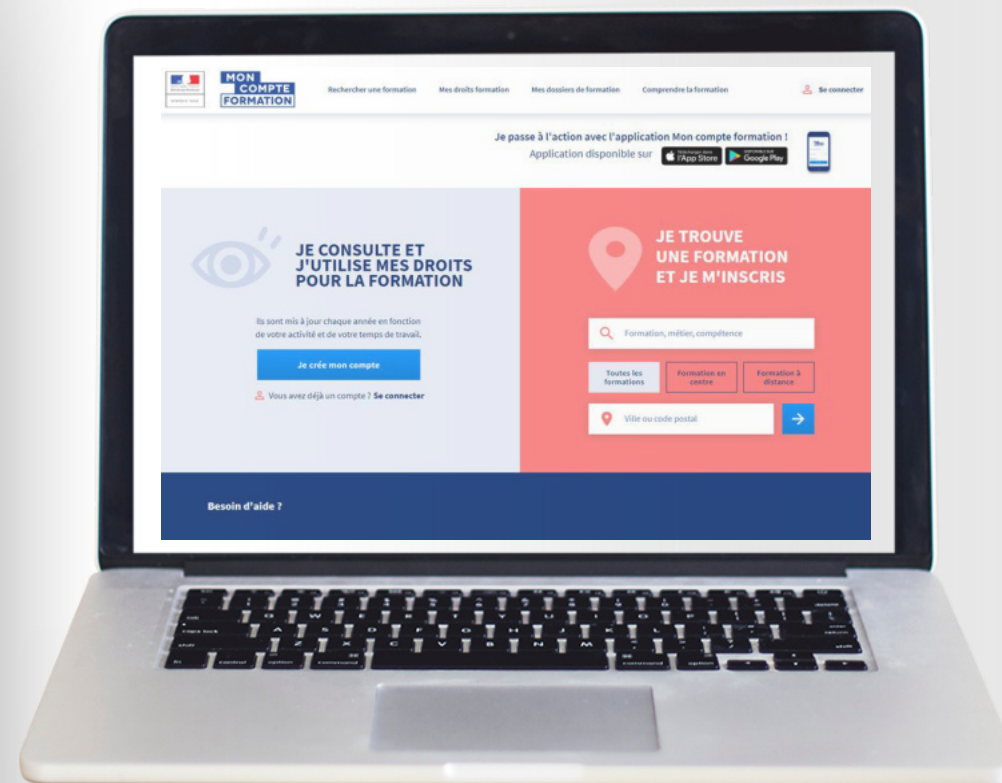 MON
COMPTE
FORMATION
Rechercher une formation
Mes droits formation
Mes dossiers de formation
Comprendre la formation
Se connecter
Je passe à l'action avec l'application Mon compte formation !
Application disponible sur
l'App Store
Google Play
JE CONSULTE ET
J'UTILISE MES DROITS
POUR LA FORMATION
Ils sont mis à jour chaque année en fonction
de votre activité et de votre temps de travail.
Je crée mon compte
Vous avez déjà un compte ? Se connecter
JE TROUVE
UNE FORMATION
ET JE M'INSCRIS
Formation, métier, compétence
Toutes les
formations
Formation en
centre
Formation à
distance
Ville ou code postal
Besoin d'aide ?